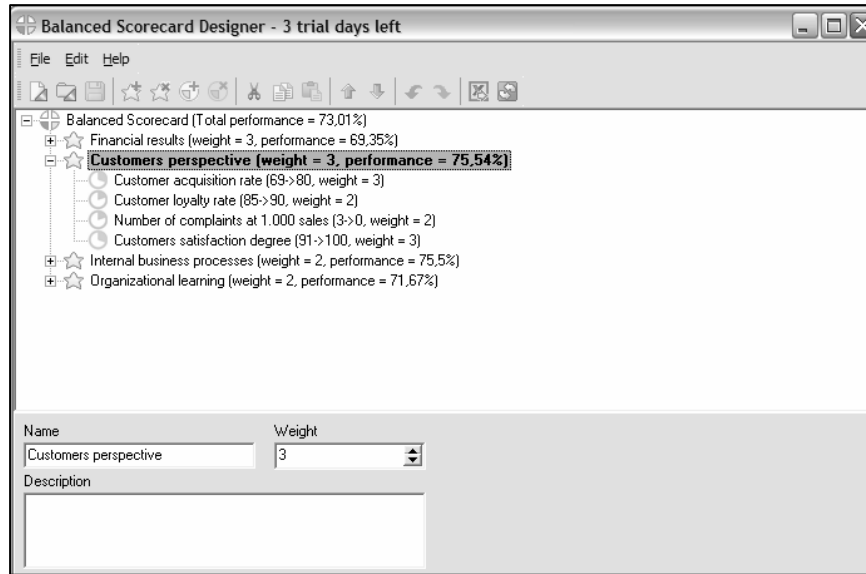 Balanced Scorecard Designer - 3 trial days left
File Edit Help
Balanced Scorecard (Total performance = 73,01%)
Financial results (weight = 3, performance = 69,35%)
Customers perspective (weight = 3, performance = 75,54%)
Customer acquisition rate (69->80, weight = 3)
Customer loyalty rate (85->90, weight = 2)
Number of complaints at 1.000 sales (3->0, weight = 2)
Customers satisfaction degree (91->100, weight = 3)
Internal business processes (weight = 2, performance = 75,5%)
Organizational learning (weight = 2, performance = 71,67%)
Name Weight
Customers perspective 3
Description